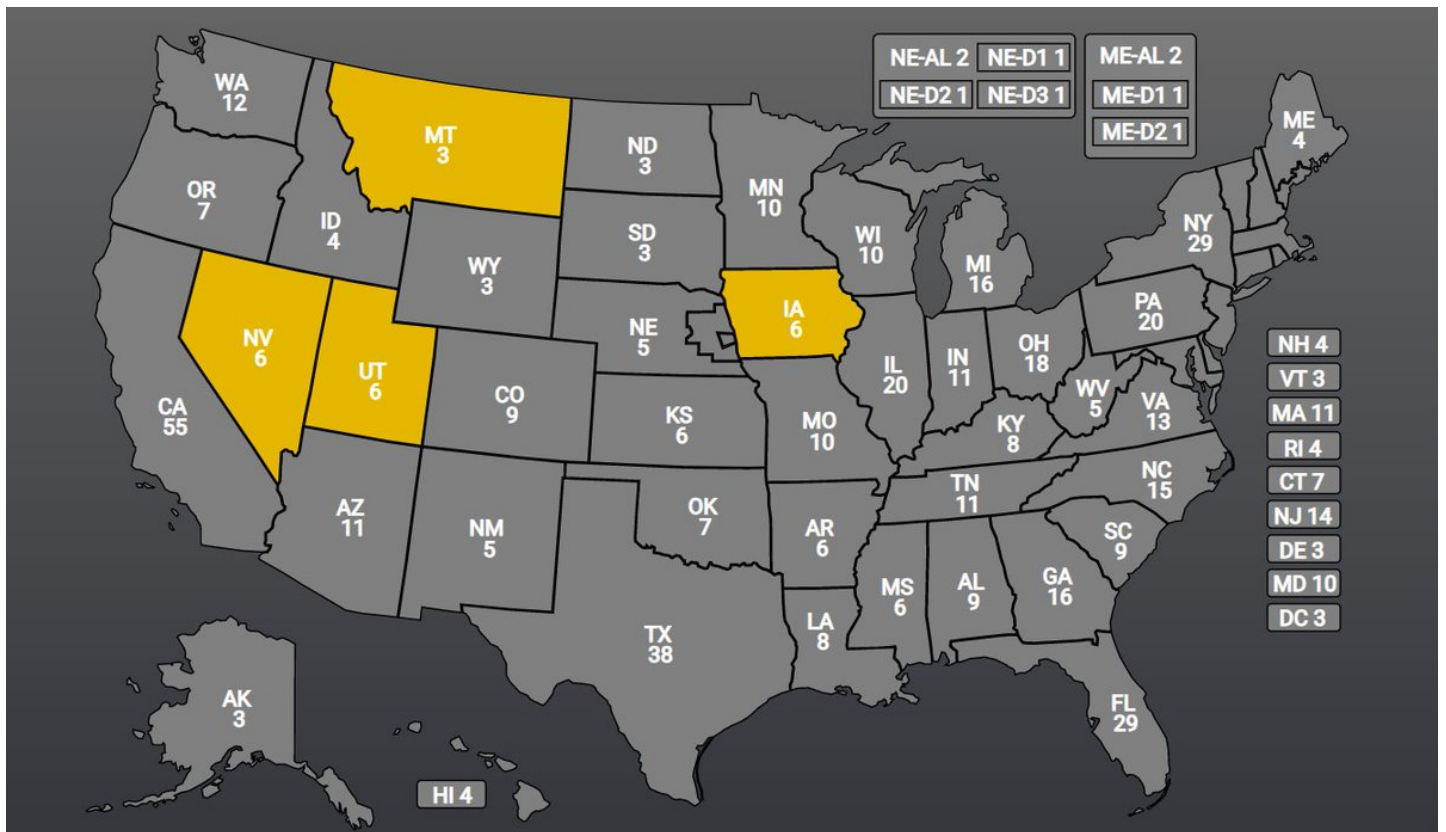 NE-AL 2 NE-D1 1
NE-D2 1 NE-D3 1
ME-AL 2
ME-D1 1
ME-D2 1
WA
12
MT
3
ND
3
MN
10
ME
4
OR
7
ID
4
SD
3
WI
10
NY
29
WY
3
MI
16
NV
6
UT
6
NE
5
IA
6
PA
20
CA
55
CO
9
KS
6
MO
10
IL
20
IN
11
OH
18
WV
5
VA
13
KY
8
NC
15
TN
11
AZ
11
NM
5
OK
7
AR
6
SC
9
MS
6
AL
9
GA
16
TX
38
LA
8
FL
29
AK
3
HI 4
NH 4
VT 3
MA 11
RI 4
CT 7
NJ 14
DE 3
MD 10
DC 3